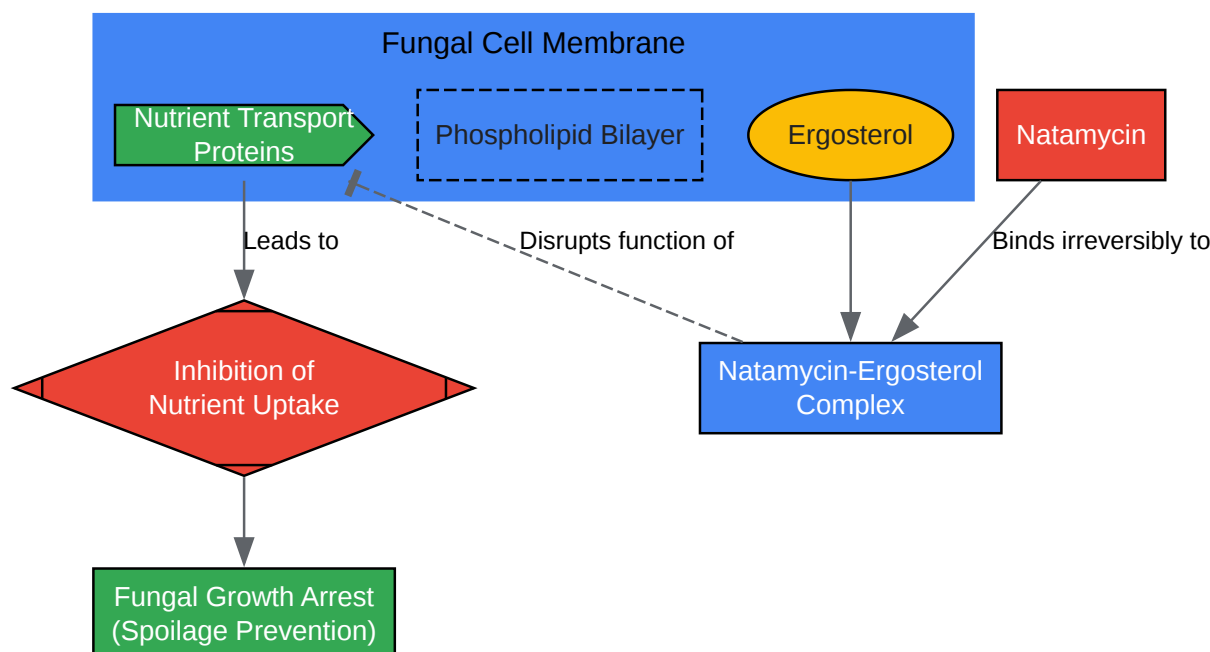 Fungal Cell Membrane
Nutrient Transport
Proteins
Phospholipid Bilayer
Ergosterol
Natamycin
Leads to
Disrupts function of
Binds irreversibly to
Inhibition of
Nutrient Uptake
Natamycin-Ergosterol
Complex
Fungal Growth Arrest
(Spoilage Prevention)